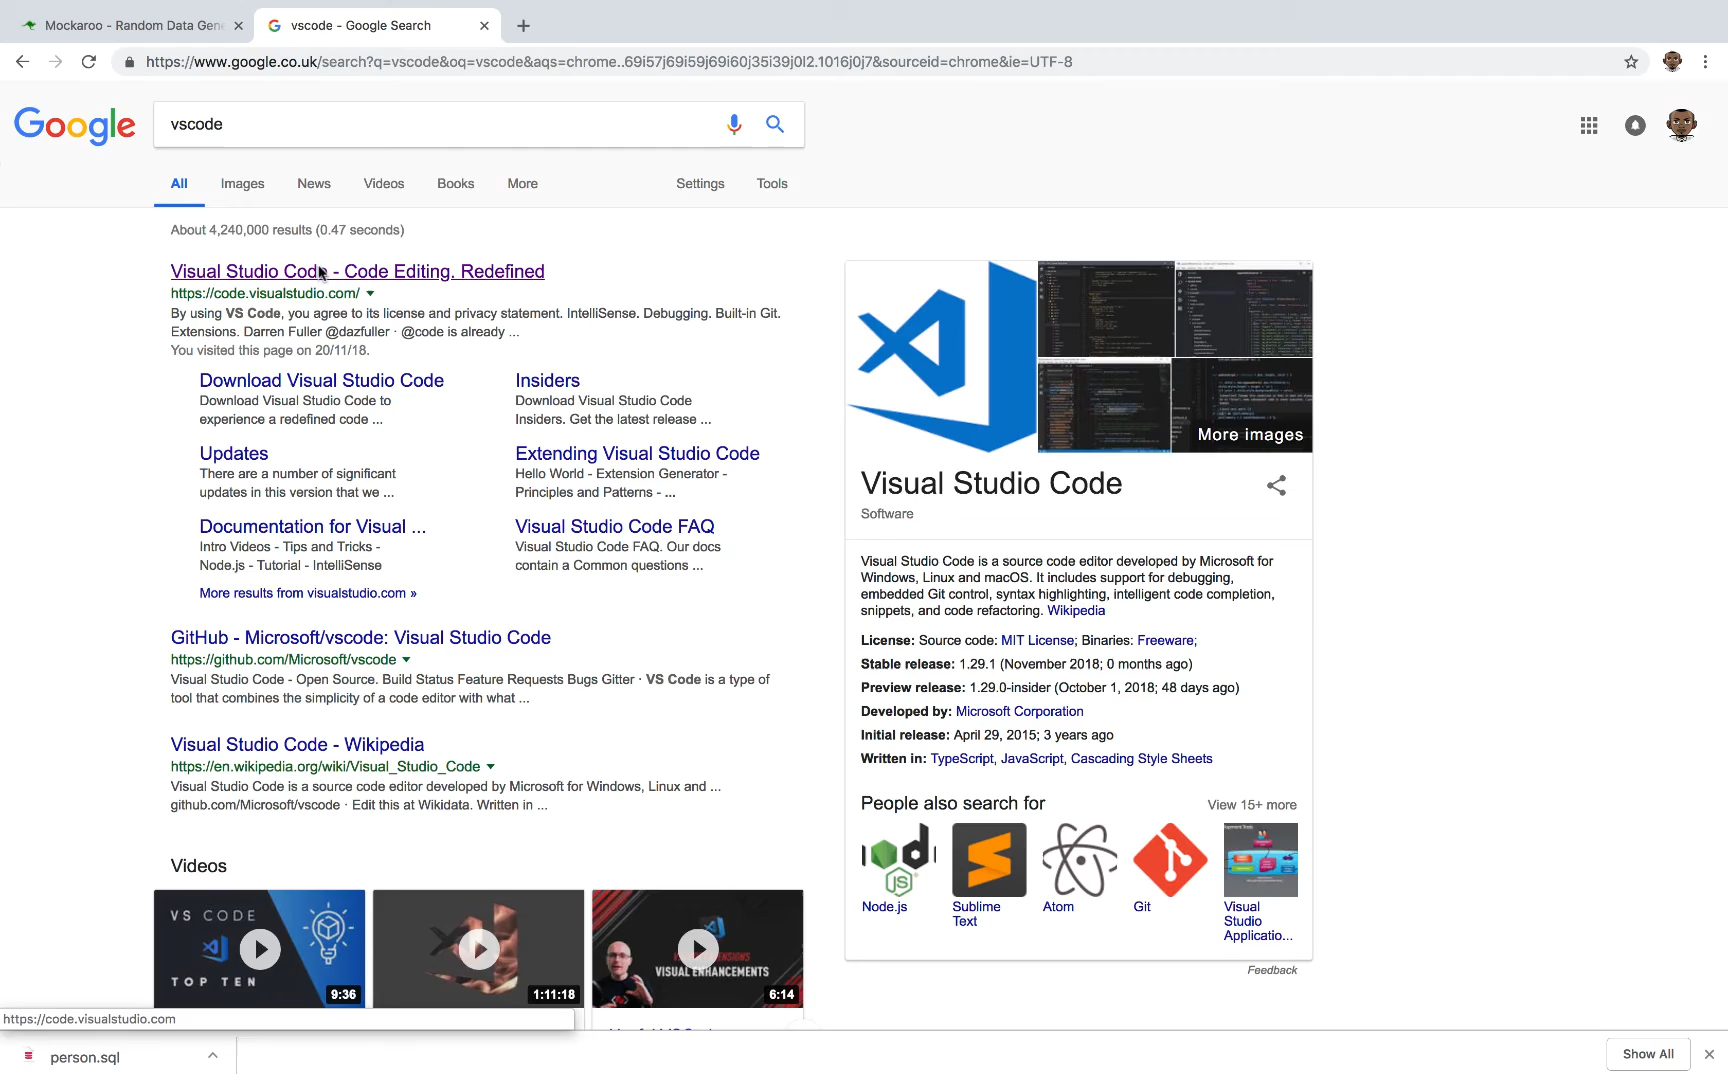 Mockaroo - Random Data Gene
vscode - Google Search
https://www.google.co.uk/search?q=vscode&oq=vscode&aqs=chrome..69i57j69i59j69i60j35i39j0l2.1016j0j7&sourceid=chrome&ie=UTF-8
Google
vscode
All Images News Videos Books More Settings Tools
About 4,240,000 results (0.47 seconds)
Visual Studio Code - Code Editing. Redefined
https://code.visualstudio.com/
By using VS Code, you agree to its license and privacy statement. IntelliSense. Debugging. Built-in Git.
Extensions. Darren Fuller @dazfuller · @code is already ...
You visited this page on 20/11/18.
Download Visual Studio Code
Download Visual Studio Code to
experience a redefined code ...
Insiders
Download Visual Studio Code
Insiders. Get the latest release ...
Updates
There are a number of significant
updates in this version that we ...
Extending Visual Studio Code
Hello World - Extension Generator -
Principles and Patterns - ...
Documentation for Visual ...
Intro Videos - Tips and Tricks -
Node.js - Tutorial - IntelliSense
Visual Studio Code FAQ
Visual Studio Code FAQ. Our docs
contain a Common questions ...
More results from visualstudio.com »
GitHub - Microsoft/vscode: Visual Studio Code
https://github.com/Microsoft/vscode
Visual Studio Code - Open Source. Build Status Feature Requests Bugs Gitter · VS Code is a type of
tool that combines the simplicity of a code editor with what ...
Visual Studio Code - Wikipedia
https://en.wikipedia.org/wiki/Visual_Studio_Code
Visual Studio Code is a source code editor developed by Microsoft for Windows, Linux and ...
github.com/Microsoft/vscode · Edit this at Wikidata. Written in ...
Videos
VS CODE
TOP TEN
9:36
1:11:18
VISUAL ENHANCEMENTS
6:14
More images
Visual Studio Code
Software
Visual Studio Code is a source code editor developed by Microsoft for
Windows, Linux and macOS. It includes support for debugging,
embedded Git control, syntax highlighting, intelligent code completion,
snippets, and code refactoring. Wikipedia
License: Source code: MIT License; Binaries: Freeware;
Stable release: 1.29.1 (November 2018; 0 months ago)
Preview release: 1.29.0-insider (October 1, 2018; 48 days ago)
Developed by: Microsoft Corporation
Initial release: April 29, 2015; 3 years ago
Written in: TypeScript, JavaScript, Cascading Style Sheets
People also search for
View 15+ more
Node.js
Sublime
Text
Atom
Git
Visual
Studio
Applicatio...
Feedback
https://code.visualstudio.com
person.sql
Show All